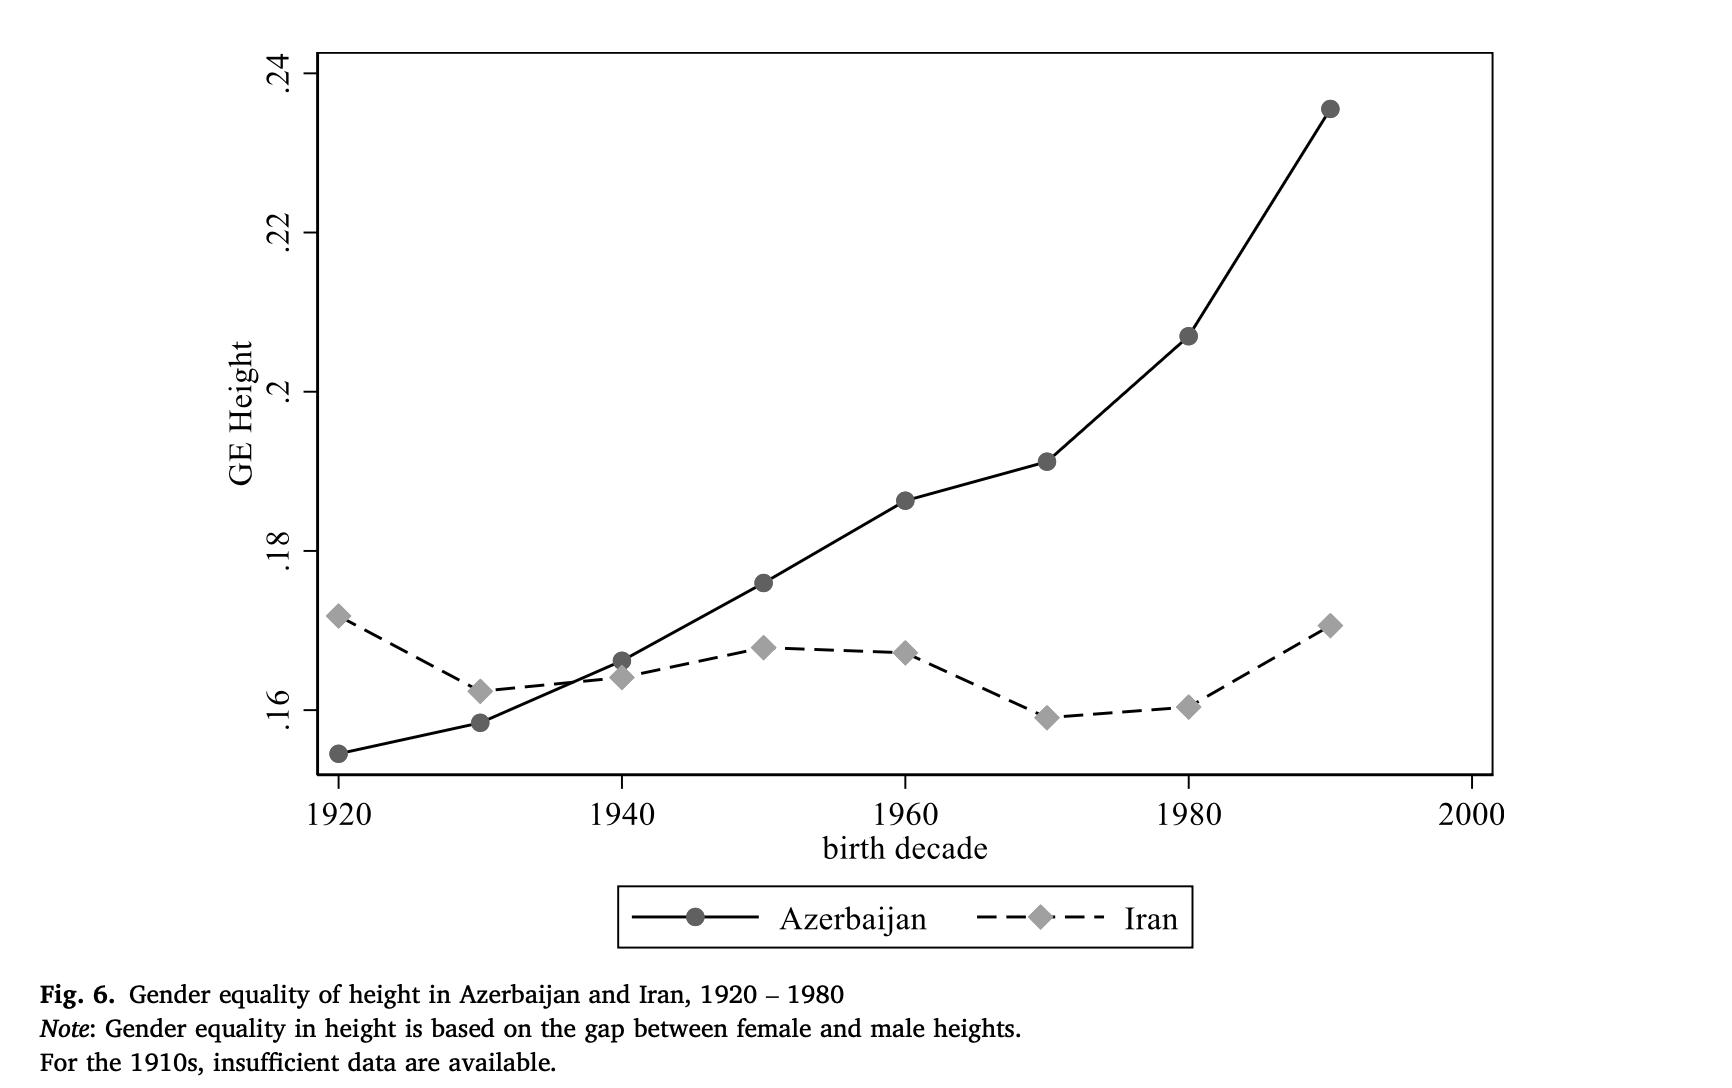 .24
.22
.2
.18
.16
GE Height
1920 1940 1960 1980 2000
birth decade
Azerbaijan Iran
Fig. 6. Gender equality of height in Azerbaijan and Iran, 1920 – 1980
Note: Gender equality in height is based on the gap between female and male heights.
For the 1910s, insufficient data are available.